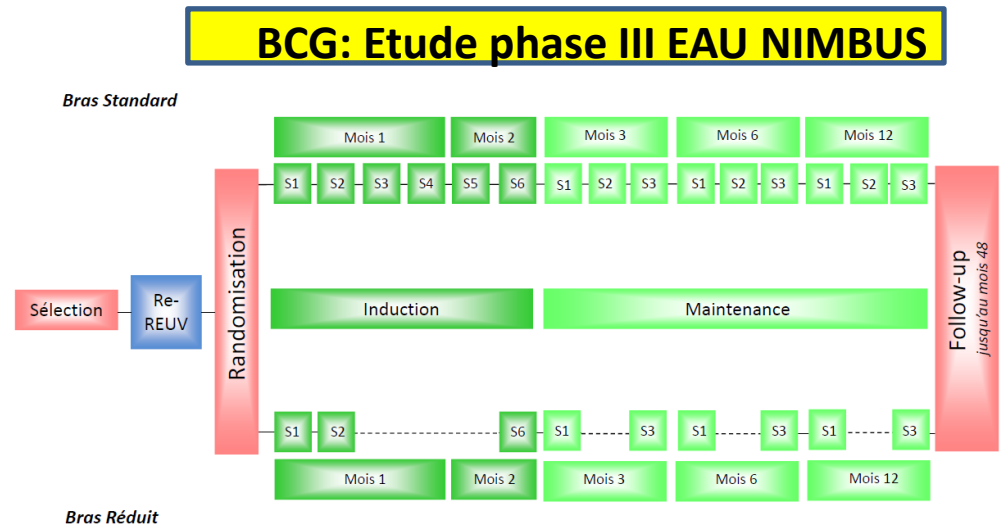 BCG: Etude phase III EAU NIMBUS
Bras Standard
Mois 1 Mois 2 Mois 3 Mois 6 Mois 12
S1 S2 S3 S4 S5 S6 S1 S2 S3 S1 S2 S3 S1 S2 S3
Sélection
Re-
REUV
Randomisation
Induction Maintenance
Follow-up
jusqu'au mois 48
S1 S2 S6 S1 S3 S1 S3 S1 S3
Mois 1 Mois 2 Mois 3 Mois 6 Mois 12
Bras Réduit